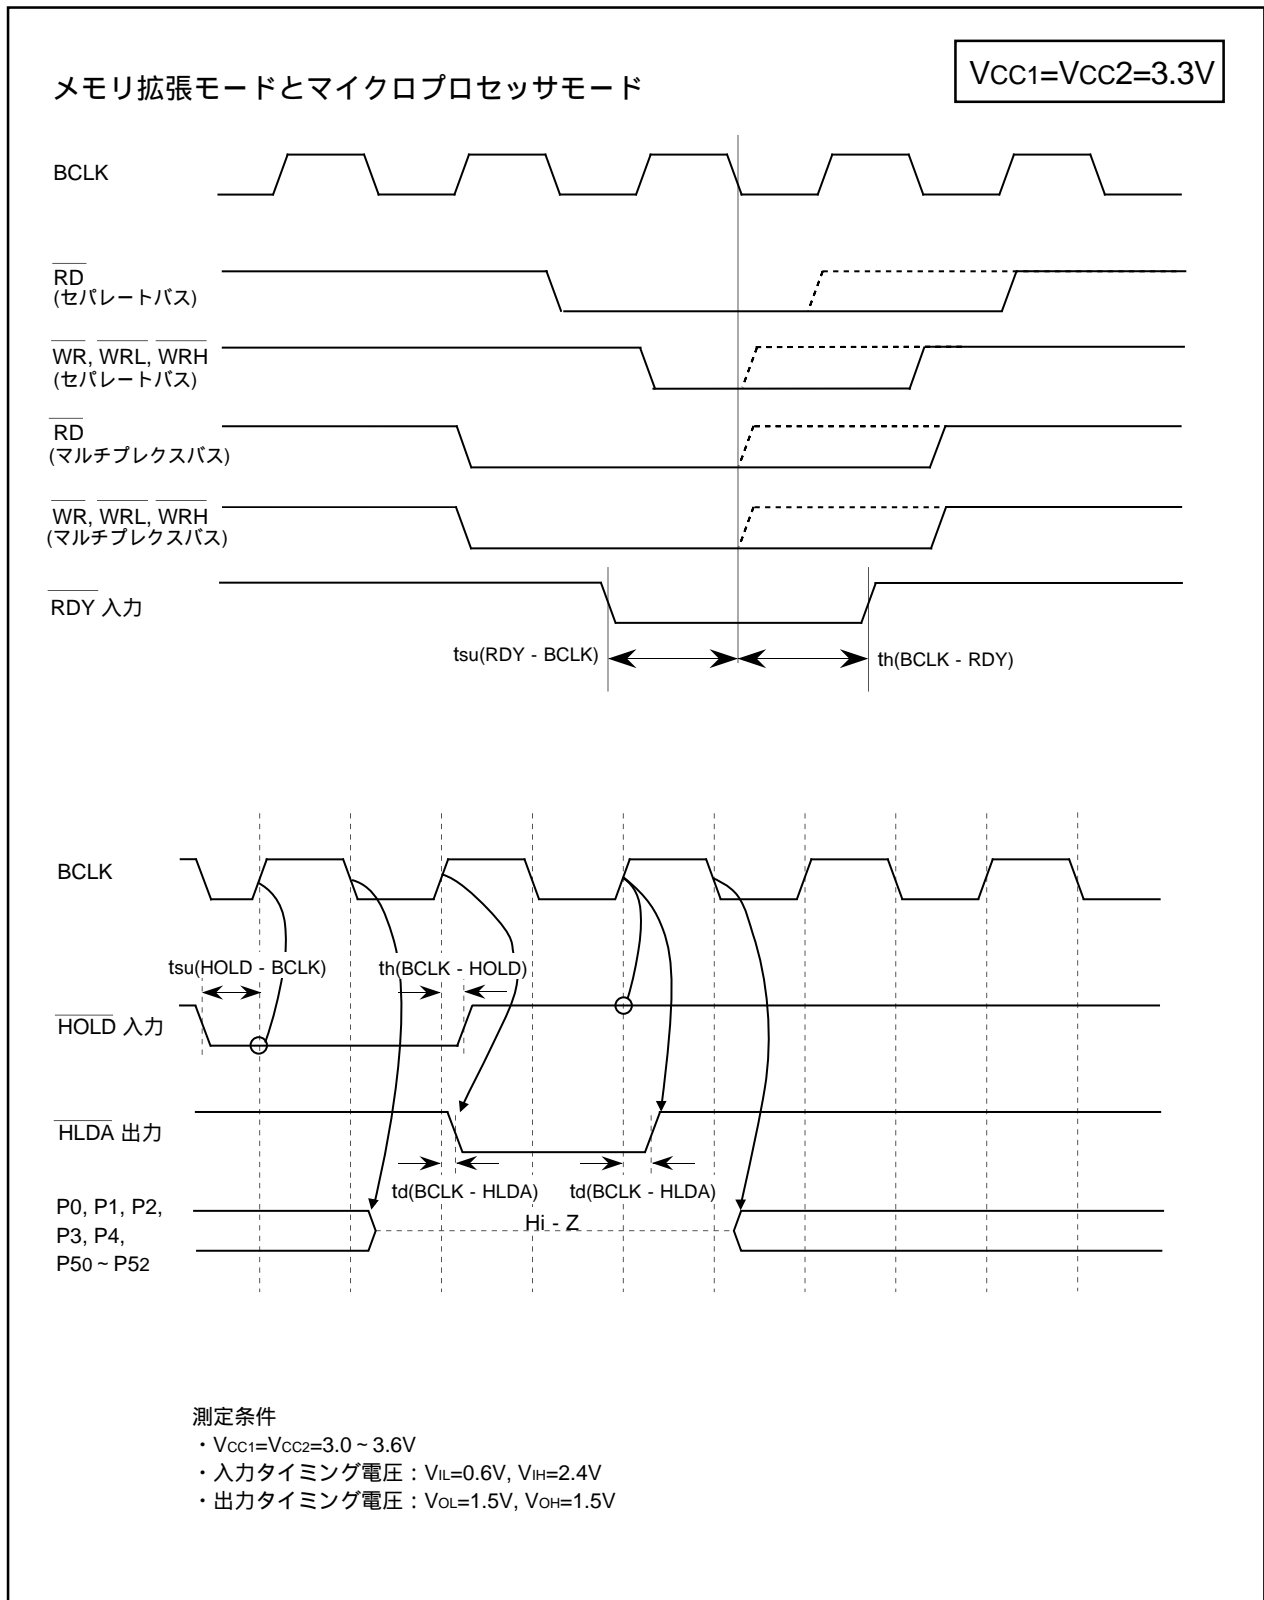 メモリ拡張モードとマイクロプロセッサモード
VCC1=VCC2=3.3V
BCLK
RD
(セパレートバス)
WR, WRL, WRH
(セパレートバス)
RD
(マルチプレクスバス)
WR, WRL, WRH
(マルチプレクスバス)
RDY 入力
tsu(RDY - BCLK)
th(BCLK - RDY)
BCLK
tsu(HOLD - BCLK)
th(BCLK - HOLD)
HOLD 入力
HLDA 出力
td(BCLK - HLDA)
td(BCLK - HLDA)
P0, P1, P2,
P3, P4,
P50 ~ P52
Hi - Z
測定条件
・VCC1=VCC2=3.0 ~ 3.6V
・入力タイミング電圧：VIL=0.6V, VIH=2.4V
・出力タイミング電圧：VOL=1.5V, VOH=1.5V